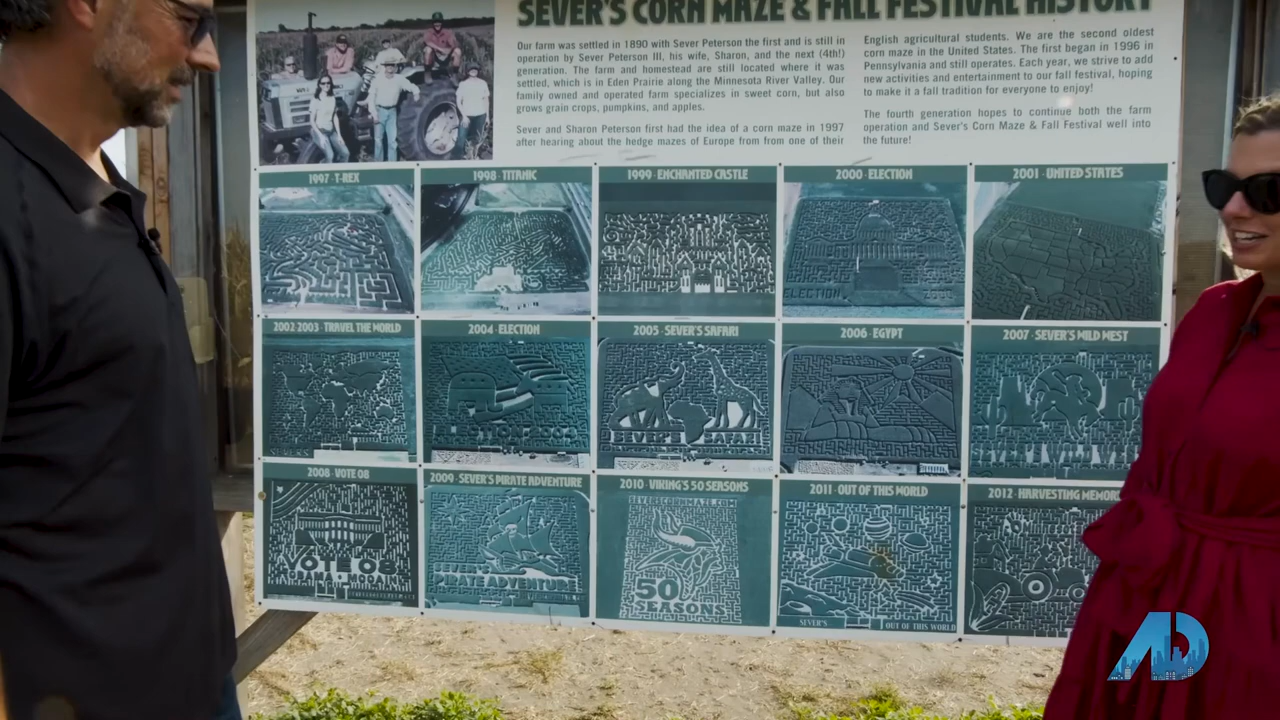 SEVER'S CORN MAZE & FALL FESTIVAL HISTORY
Our farm was settled in 1890 with Sever Peterson the first and is still in
operation by Sever Peterson III, his wife, Sharon, and the next (4th!)
generation. The farm and homestead are still located where it was
settled, which is in Eden Prairie along the Minnesota River Valley. Our
family owned and operated farm specializes in sweet corn, but also
grows grain crops, pumpkins, and apples.
Sever and Sharon Peterson first had the idea of a corn maze in 1997
after hearing about the hedge mazes of Europe from from one of their
English agricultural students. We are the second oldest
corn maze in the United States. The first began in 1996 in
Pennsylvania and still operates. Each year, we strive to add
new activities and entertainment to our fall festival, hoping
to make it a fall tradition for everyone to enjoy!
The fourth generation hopes to continue both the farm
operation and Sever's Corn Maze & Fall Festival well into
the future!
1997 · T-REX
1998 · TITANIC
1999 · ENCHANTED CASTLE
2000 · ELECTION
2001 · UNITED STATES
ELECTION
2002 2003 · TRAVEL THE WORLD
2004 · ELECTION
2005 · SEVER'S SAFARI
2006 · EGYPT
2007 · SEVER'S WILD WEST
SEVER'S
SEVER'S SAFARI
SEVER'S WILD WEST
2008 · VOTE 08
2009 · SEVER'S PIRATE ADVENTURE
2010 · VIKING'S 50 SEASONS
2011 · OUT OF THIS WORLD
2012 · HARVESTING MEMOR
VOTE 08
OBAMA · MCCAIN
SEVER'S
PIRATE ADVENTURE
SEVERSCORNMAZE.COM
50
SEASONS
SEVER'S
OUT OF THIS WORLD
AD